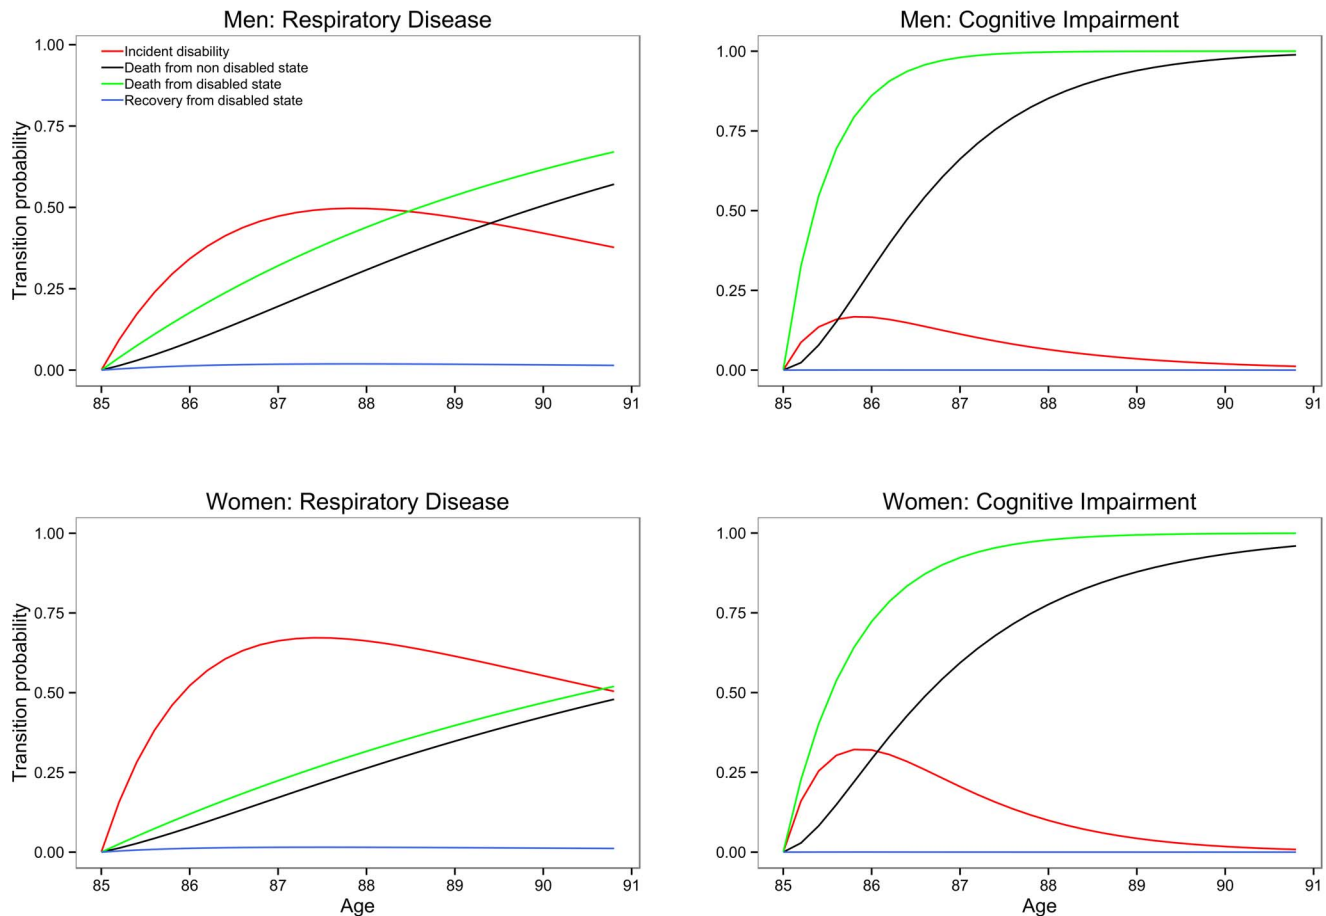 Men: Respiratory Disease
Men: Cognitive Impairment
Transition probability
1.00
0.75
0.50
0.25
0.00
Incident disability
Death from non disabled state
Death from disabled state
Recovery from disabled state
85 86 87 88 89 90 91
1.00
0.75
0.50
0.25
0.00
85 86 87 88 89 90 91
Women: Respiratory Disease
Women: Cognitive Impairment
Transition probability
1.00
0.75
0.50
0.25
0.00
85 86 87 88 89 90 91
Age
1.00
0.75
0.50
0.25
0.00
85 86 87 88 89 90 91
Age